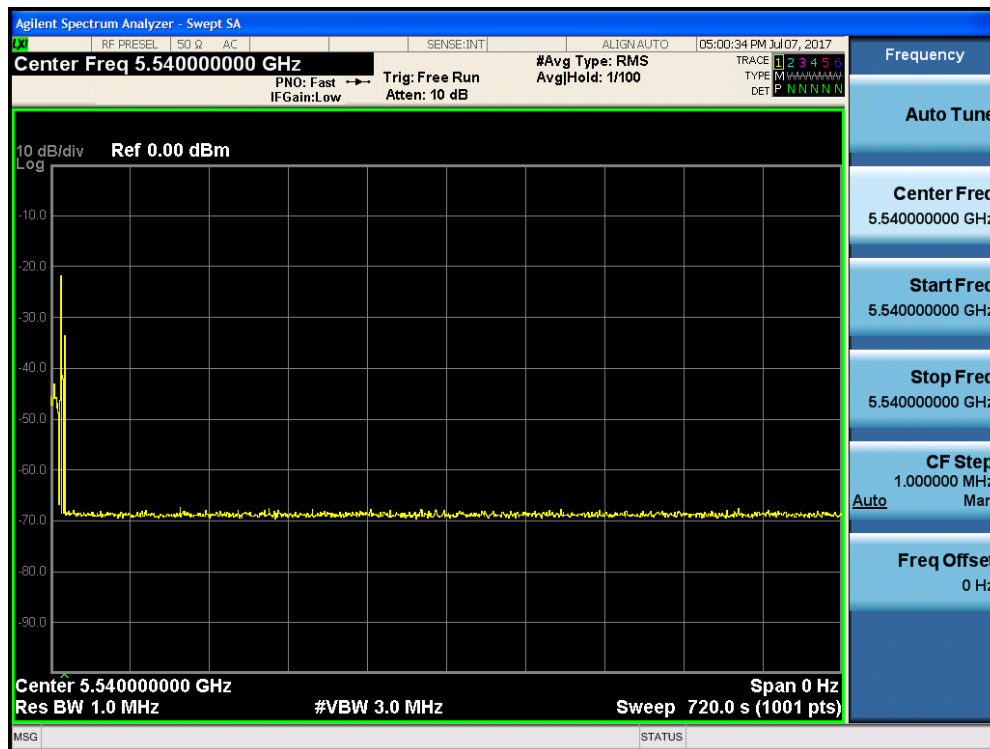 Agilent Spectrum Analyzer - Swept SA
LXI RF PRESEL 50 Ω AC SENSE:INT ALIGN AUTO 05:00:34 PM Jul 07, 2017
Center Freq 5.540000000 GHz
PNO: Fast
IFGain:Low
Trig: Free Run
Atten: 10 dB
#Avg Type: RMS
Avg|Hold: 1/100
TRACE 1 2 3 4 5 6
TYPE M WWWWW
DET P N N N N N
10 dB/div Ref 0.00 dBm
Log
-10.0
-20.0
-30.0
-40.0
-50.0
-60.0
-70.0
-80.0
-90.0
Center 5.540000000 GHz Span 0 Hz
Res BW 1.0 MHz #VBW 3.0 MHz Sweep 720.0 s (1001 pts)
MSG STATUS
Frequency
Auto Tune
Center Freq
5.540000000 GHz
Start Freq
5.540000000 GHz
Stop Freq
5.540000000 GHz
CF Step
1.000000 MHz
Auto Man
Freq Offset
0 Hz